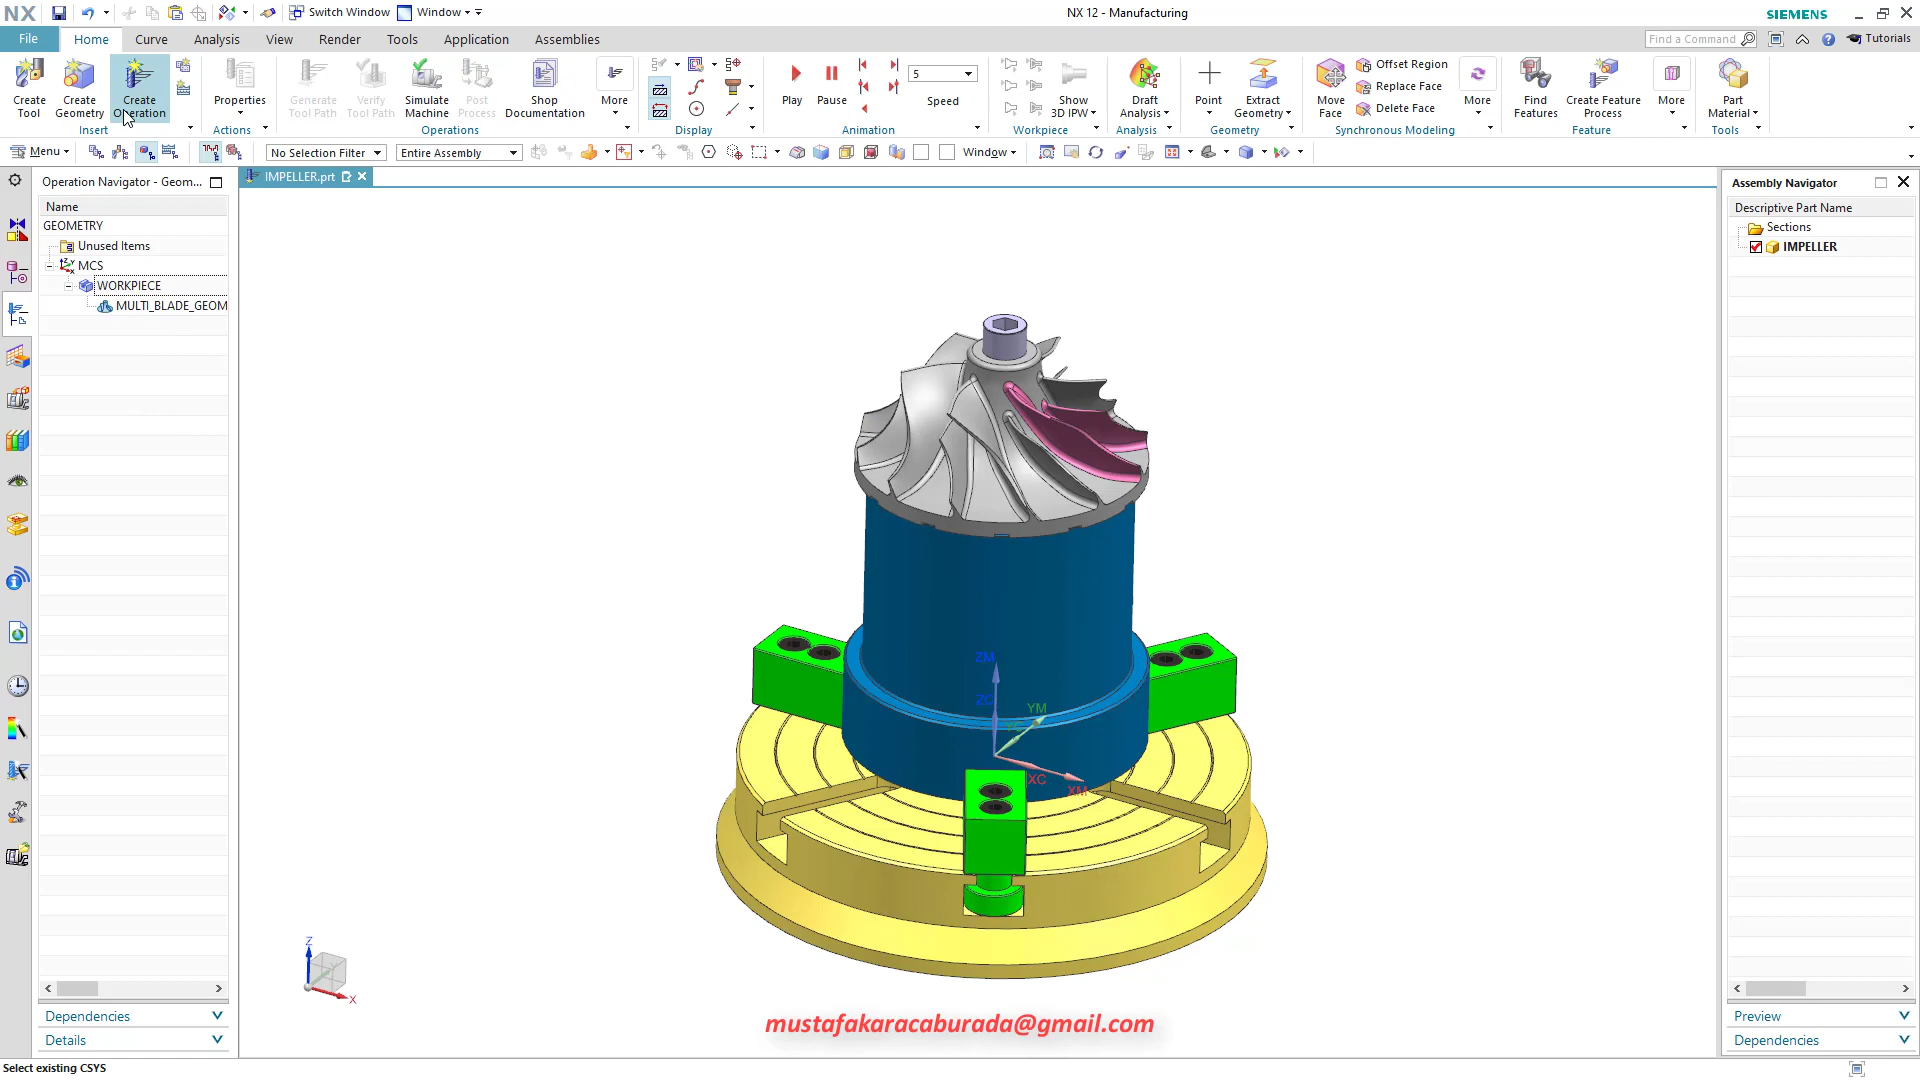 NX Switch Window Window NX 12 - Manufacturing SIEMENS
File Home Curve Analysis View Render Tools Application Assemblies Find a Command Tutorials
Create Tool Create Geometry Create Operation Properties Generate Tool Path Verify Tool Path Simulate Machine Post Process Shop Documentation More Play Pause 5 Speed Show 3D IPW Draft Analysis Point Extract Geometry Move Face Offset Region Replace Face Delete Face More Find Features Create Feature Process More Part Material
Insert Actions Operations Display Animation Workpiece Analysis Geometry Synchronous Modeling Feature Tools
Menu No Selection Filter Entire Assembly Window
Operation Navigator - Geom...
Name
GEOMETRY
Unused Items
MCS
WORKPIECE
MULTI_BLADE_GEOM
Dependencies
Details
IMPELLER.prt
ZM
ZC
YM
YC
XC
XM
Z
X
mustafakaracaburada@gmail.com
Assembly Navigator
Descriptive Part Name
Sections
IMPELLER
Preview
Dependencies
Select existing CSYS